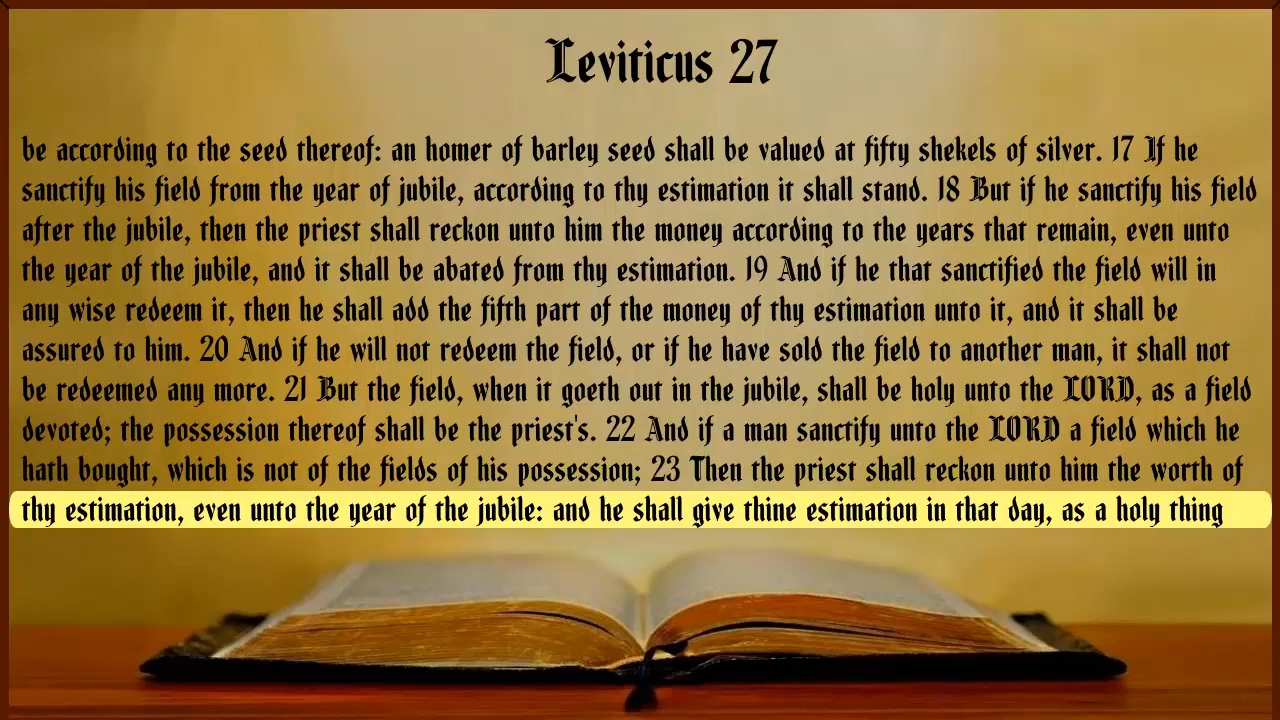 Leviticus 27
be according to the seed thereof: an homer of barley seed shall be valued at fifty shekels of silver. 17 If he
sanctify his field from the year of jubile, according to thy estimation it shall stand. 18 But if he sanctify his field
after the jubile, then the priest shall reckon unto him the money according to the years that remain, even unto
the year of the jubile, and it shall be abated from thy estimation. 19 And if he that sanctified the field will in
any wise redeem it, then he shall add the fifth part of the money of thy estimation unto it, and it shall be
assured to him. 20 And if he will not redeem the field, or if he have sold the field to another man, it shall not
be redeemed any more. 21 But the field, when it goeth out in the jubile, shall be holy unto the LORD, as a field
devoted; the possession thereof shall be the priest's. 22 And if a man sanctify unto the LORD a field which he
hath bought, which is not of the fields of his possession; 23 Then the priest shall reckon unto him the worth of
thy estimation, even unto the year of the jubile: and he shall give thine estimation in that day, as a holy thing